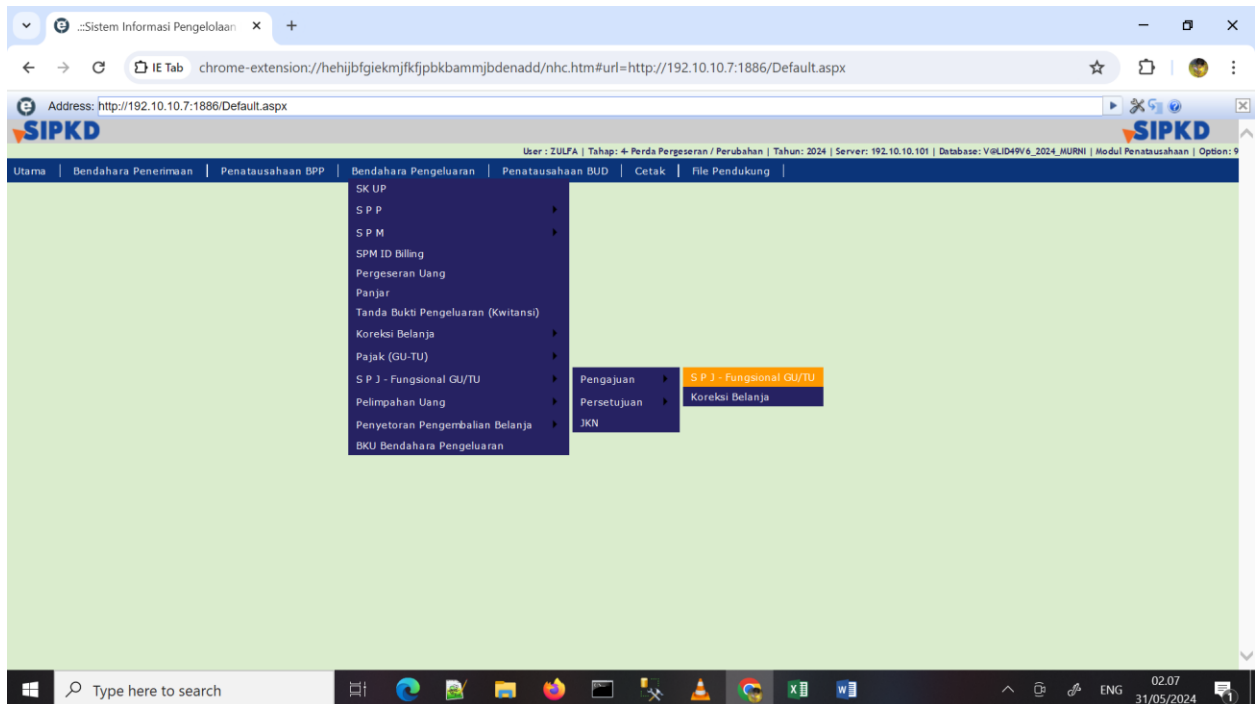 .::Sistem Informasi Pengelolaan
IE Tab chrome-extension://hehijbfgiekmjfkfjpbkbammjbdenadd/nhc.htm#url=http://192.10.10.7:1886/Default.aspx
Address: http://192.10.10.7:1886/Default.aspx
SIPKD SIPKD
User : ZULFA | Tahap: 4- Perda Pergeseran / Perubahan | Tahun: 2024 | Server: 192.10.10.101 | Database: V@LID49V6_2024_MURNI | Modul Penatausahaan | Option: 9
Utama | Bendahara Penerimaan | Penatausahaan BPP | Bendahara Pengeluaran | Penatausahaan BUD | Cetak | File Pendukung |
SK UP
S P P
S P M
SPM ID Billing
Pergeseran Uang
Panjar
Tanda Bukti Pengeluaran (Kwitansi)
Koreksi Belanja
Pajak (GU-TU)
S P J - Fungsional GU/TU Pengajuan S P J - Fungsional GU/TU
Pelimpahan Uang Persetujuan Koreksi Belanja
Penyetoran Pengembalian Belanja JKN
BKU Bendahara Pengeluaran
Type here to search
ENG
02.07
31/05/2024
1